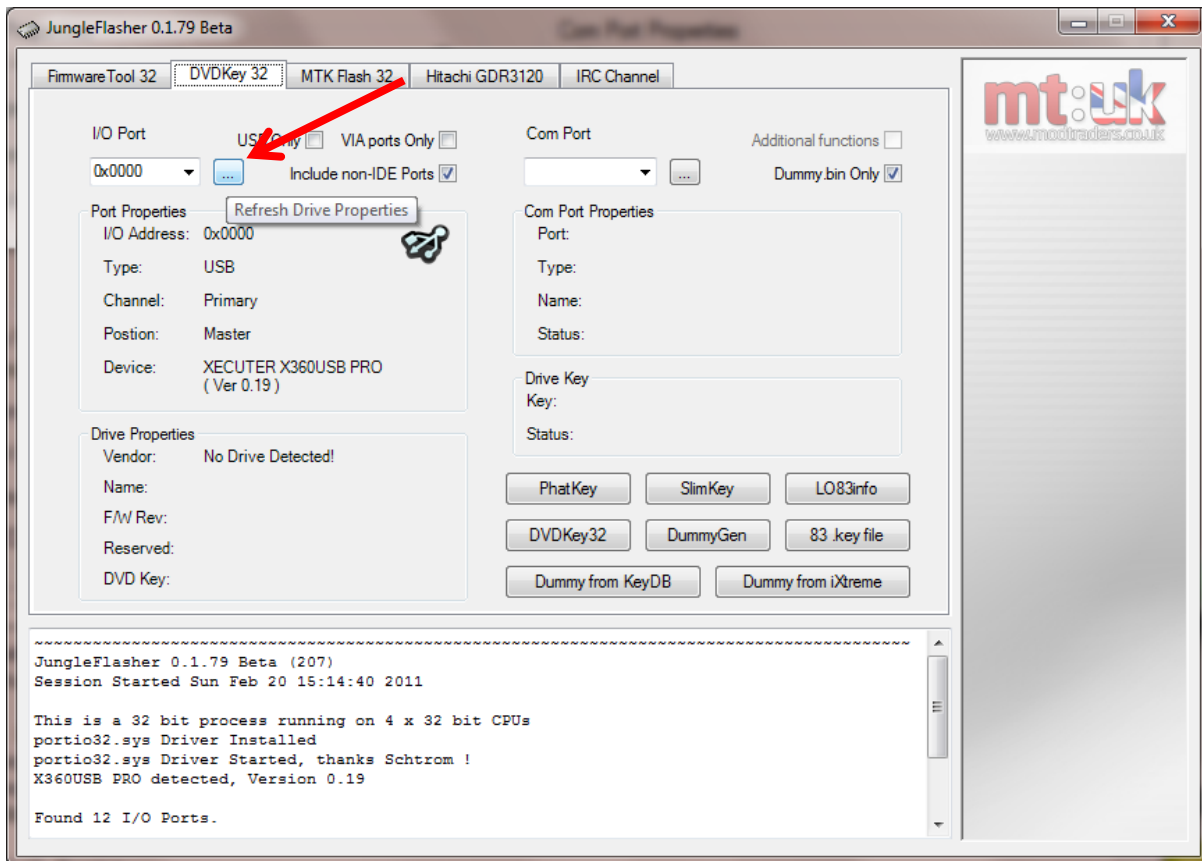 JungleFlasher 0.1.79 Beta
Com Port Properties
FirmwareTool 32 DVDKey 32 MTK Flash 32 Hitachi GDR3120 IRC Channel
I/O Port
VIA ports Only
Com Port
Additional functions
0x0000
...
Include non-IDE Ports
...
Dummy.bin Only
Refresh Drive Properties
Port Properties
I/O Address: 0x0000
Type: USB
Channel: Primary
Postion: Master
Device: XECUTER X360USB PRO
( Ver 0.19 )
Com Port Properties
Port:
Type:
Name:
Status:
Drive Key
Key:
Status:
Drive Properties
Vendor: No Drive Detected!
Name:
F/W Rev:
Reserved:
DVD Key:
PhatKey SlimKey LO83info
DVDKey32 DummyGen 83 .key file
Dummy from KeyDB Dummy from iXtreme
mt:uk
www.modtraders.co.uk
~~~~~~~~~~~~~~~~~~~~~~~~~~~~~~~~~~~~~~~~~~~~~~~~~~~~~~~~~~~~~~~~~~~~~~~~~~~~~~~~~~~~~~~~~~
JungleFlasher 0.1.79 Beta (207)
Session Started Sun Feb 20 15:14:40 2011
This is a 32 bit process running on 4 x 32 bit CPUs
portio32.sys Driver Installed
portio32.sys Driver Started, thanks Schtrom !
X360USB PRO detected, Version 0.19
Found 12 I/O Ports.